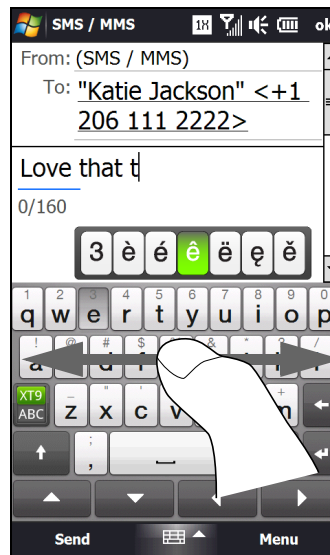 SMS / MMS 1X ok
From: (SMS / MMS)
To: "Katie Jackson" <+1
206 111 2222>
Love that t
0/160
3 è é ê ë ę ě
1 2 3 4 5 6 7 8 9 0
q w e r t y u i o p
! @ # $ & * /
a d f
XT9
ABC
_ " ' +
z x c v n
;
,
Send Menu